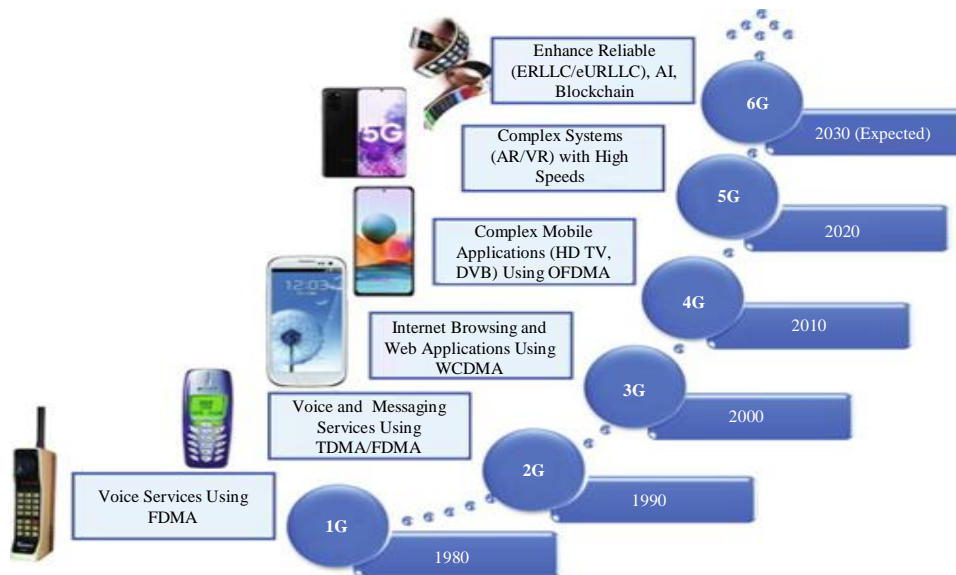 Enhance Reliable
(ERLLC/eURLLC), AI,
Blockchain
6G
2030 (Expected)
5G
Complex Systems
(AR/VR) with High
Speeds
5G
2020
Complex Mobile
Applications (HD TV,
DVB) Using OFDMA
4G
2010
12:03
Internet Browsing and
Web Applications Using
WCDMA
3G
2000
Voice and Messaging
Services Using
TDMA/FDMA
2G
1990
Voice Services Using
FDMA
1G
1980